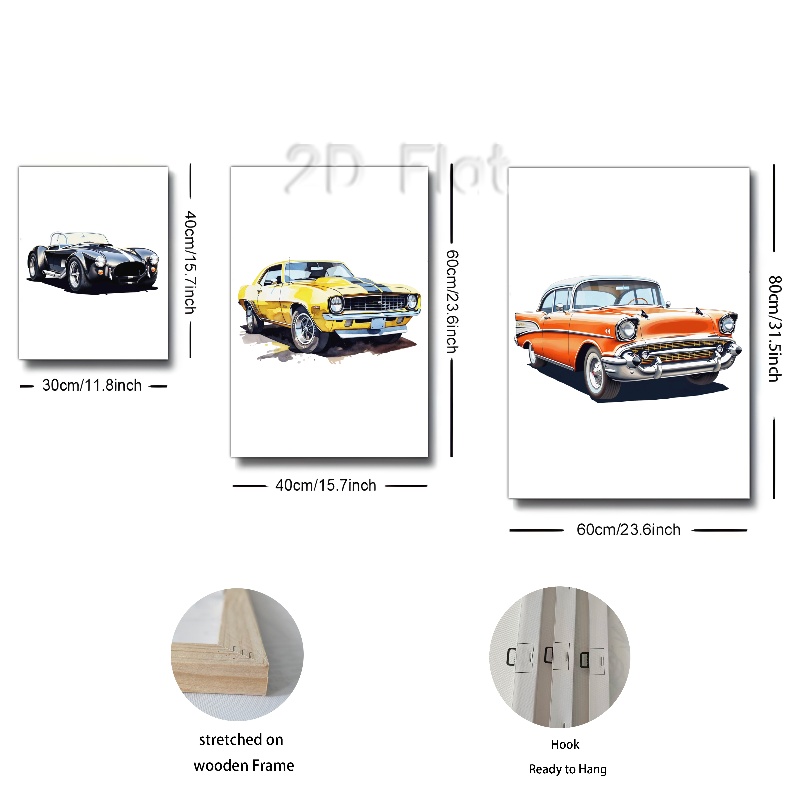 2D Flat
40cm/15.7inch
30cm/11.8inch
60cm/23.6inch
40cm/15.7inch
80cm/31.5inch
60cm/23.6inch
stretched on
wooden Frame
Hook
Ready to Hang